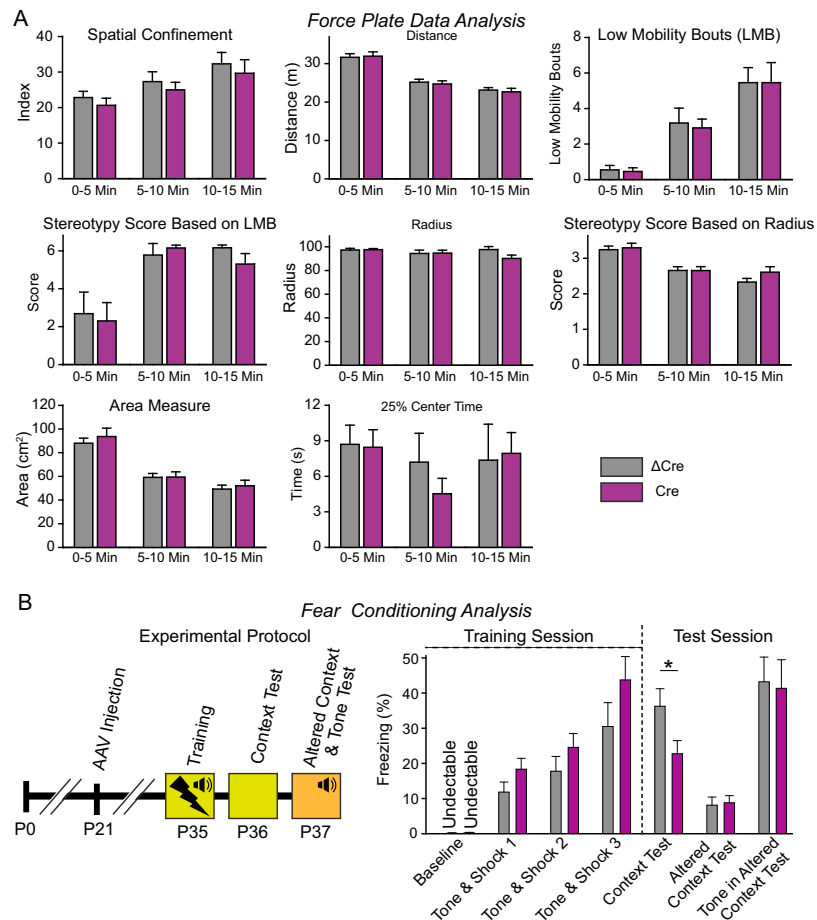 A
Force Plate Data Analysis
Spatial Confinement
Index
40
30
20
10
0
0-5 Min
5-10 Min
10-15 Min
Distance
Distance (m)
40
20
0
0-5 Min
5-10 Min
10-15 Min
Low Mobility Bouts (LMB)
Low Mobility Bouts
8
6
4
2
0
0-5 Min
5-10 Min
10-15 Min
Stereotypy Score Based on LMB
Score
6
4
2
0
0-5 Min
5-10 Min
10-15 Min
Radius
Radius
100
80
60
40
20
0
0-5 Min
5-10 Min
10-15 Min
Stereotypy Score Based on Radius
Score
3
2
1
0
0-5 Min
5-10 Min
10-15 Min
Area Measure
Area (cm²)
120
100
80
60
40
20
0
0-5 Min
5-10 Min
10-15 Min
25% Center Time
Time (s)
12
9
6
3
0
0-5 Min
5-10 Min
10-15 Min
ΔCre
Cre
B
Fear Conditioning Analysis
Experimental Protocol
AAV Injection
Training
Context Test
Altered Context
& Tone Test
P0
P21
P35
P36
P37
Training Session
Test Session
Freezing (%)
50
40
30
20
10
0
Undectable
Undectable
*
Baseline
Tone & Shock 1
Tone & Shock 2
Tone & Shock 3
Context Test
Altered
Context Test
Tone in Altered
Context Test